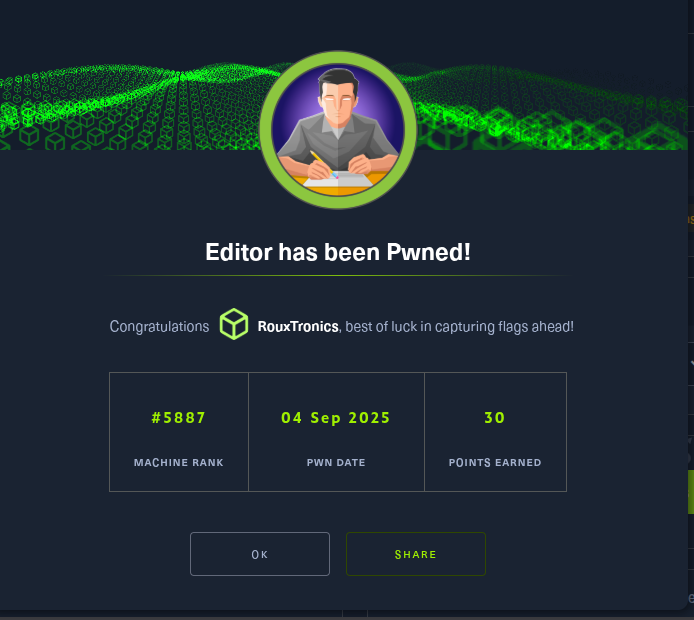 Editor has been Pwned!
Congratulations RouxTronics, best of luck in capturing flags ahead!
#5887 04 Sep 2025 30
MACHINE RANK PWN DATE POINTS EARNED
OK SHARE